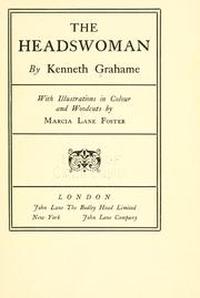 THE
HEADSWOMAN
By Kenneth Grahame
With Illustrations in Colour
and Woodcuts by
MARCIA LANE FOSTER
LONDON
John Lane The Bodley Head Limited
New York John Lane Company